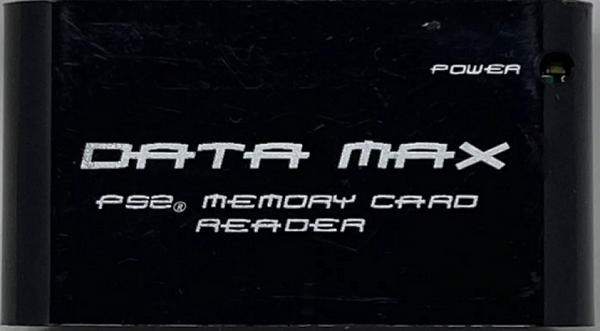 POWER
DATA MAX
PS2® MEMORY CARD
READER